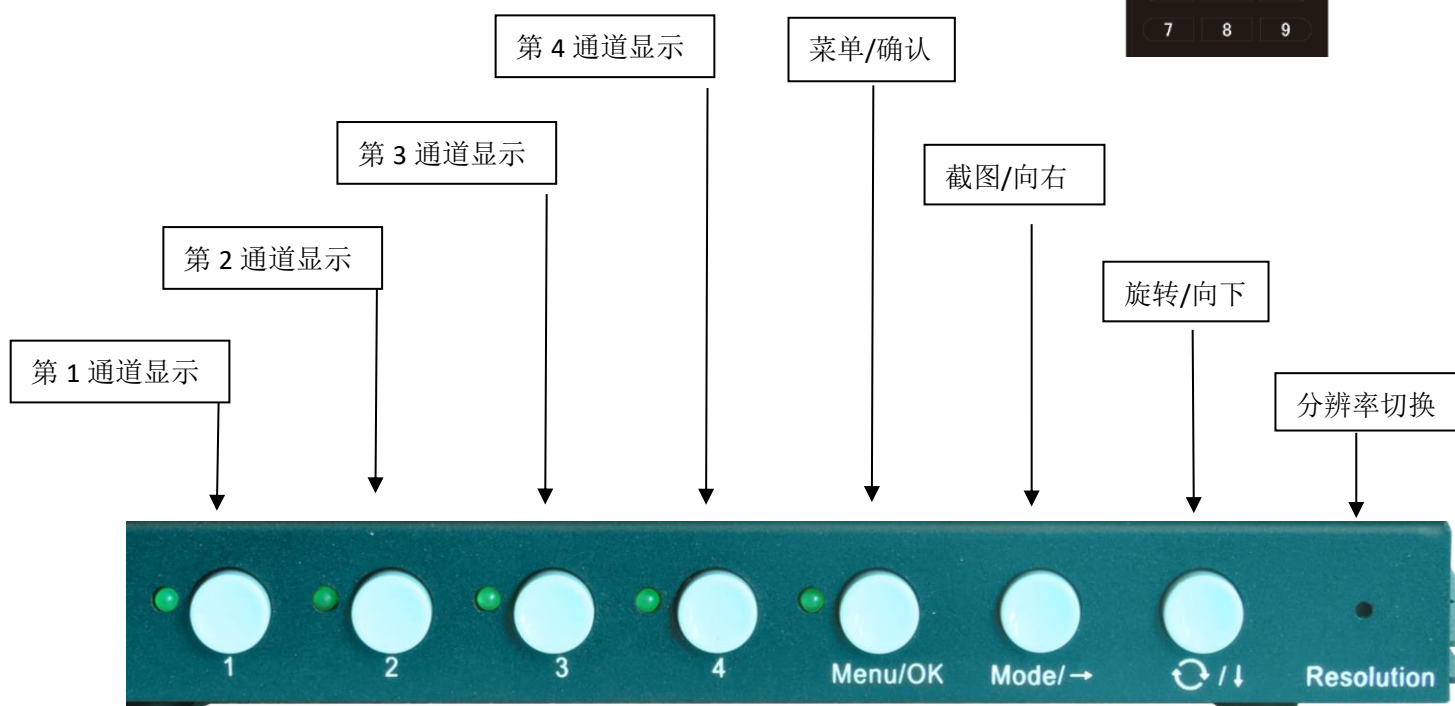 7 8 9
第 4 通道显示
菜单/确认
第 3 通道显示
截图/向右
第 2 通道显示
旋转/向下
第 1 通道显示
分辨率切换
1 2 3 4 Menu/OK Mode/→ /↓ Resolution